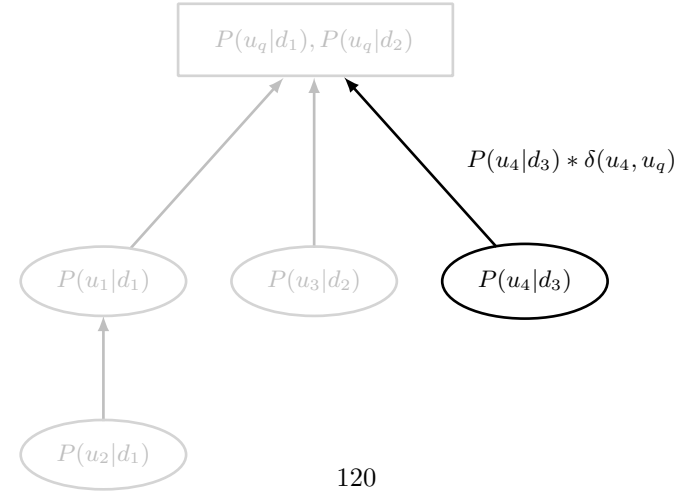 P(u_q|d_1), P(u_q|d_2)
P(u_4|d_3) ∗ δ(u_4, u_q)
P(u_1|d_1)
P(u_3|d_2)
P(u_4|d_3)
P(u_2|d_1)
120